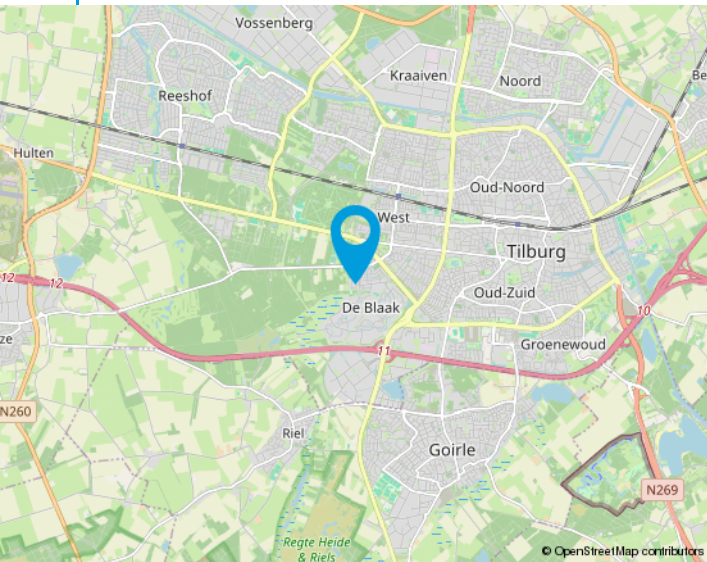 Vossenberg
Kraaiven
Noord
Be
Reeshof
Hulten
Oud-Noord
West
Tilburg
12
12
Oud-Zuid
De Blaak
10
ze
11
Groenewoud
N260
Riel
Goirle
N269
Regte Heide
& Riels
© OpenStreetMap contributors